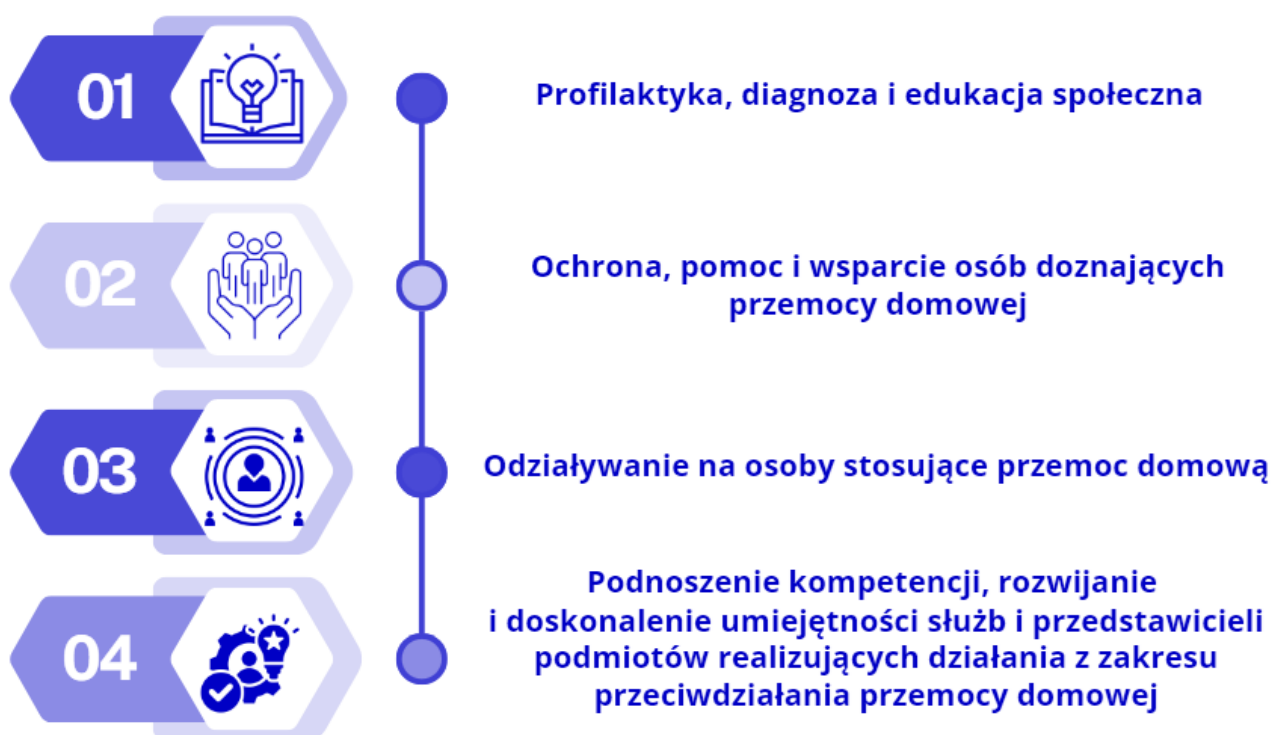 01
Profilaktyka, diagnoza i edukacja społeczna
02
Ochrona, pomoc i wsparcie osób doznających
przemocy domowej
03
Odziaływanie na osoby stosujące przemoc domową
04
Podnoszenie kompetencji, rozwijanie
i doskonalenie umiejętności służb i przedstawicieli
podmiotów realizujących działania z zakresu
przeciwdziałania przemocy domowej